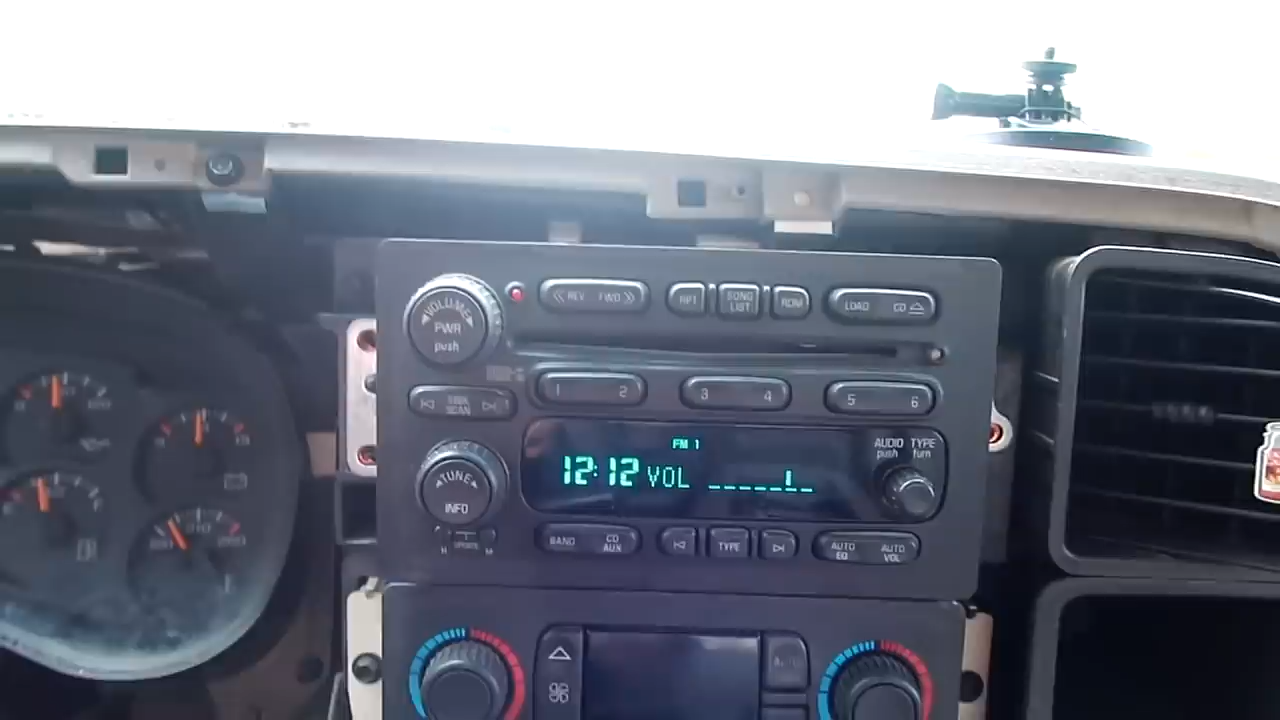 VOLUME
PWR
push
REV FWD
RPT
SONG
LIST
RDM
LOAD CD
1 2
3 4
5 6
SCAN
FM 1
12:12 VOL
AUDIO TYPE
push turn
TUNE
INFO
H UPDATE M
BAND CD
AUX
TYPE
AUTO
EQ
AUTO
VOL